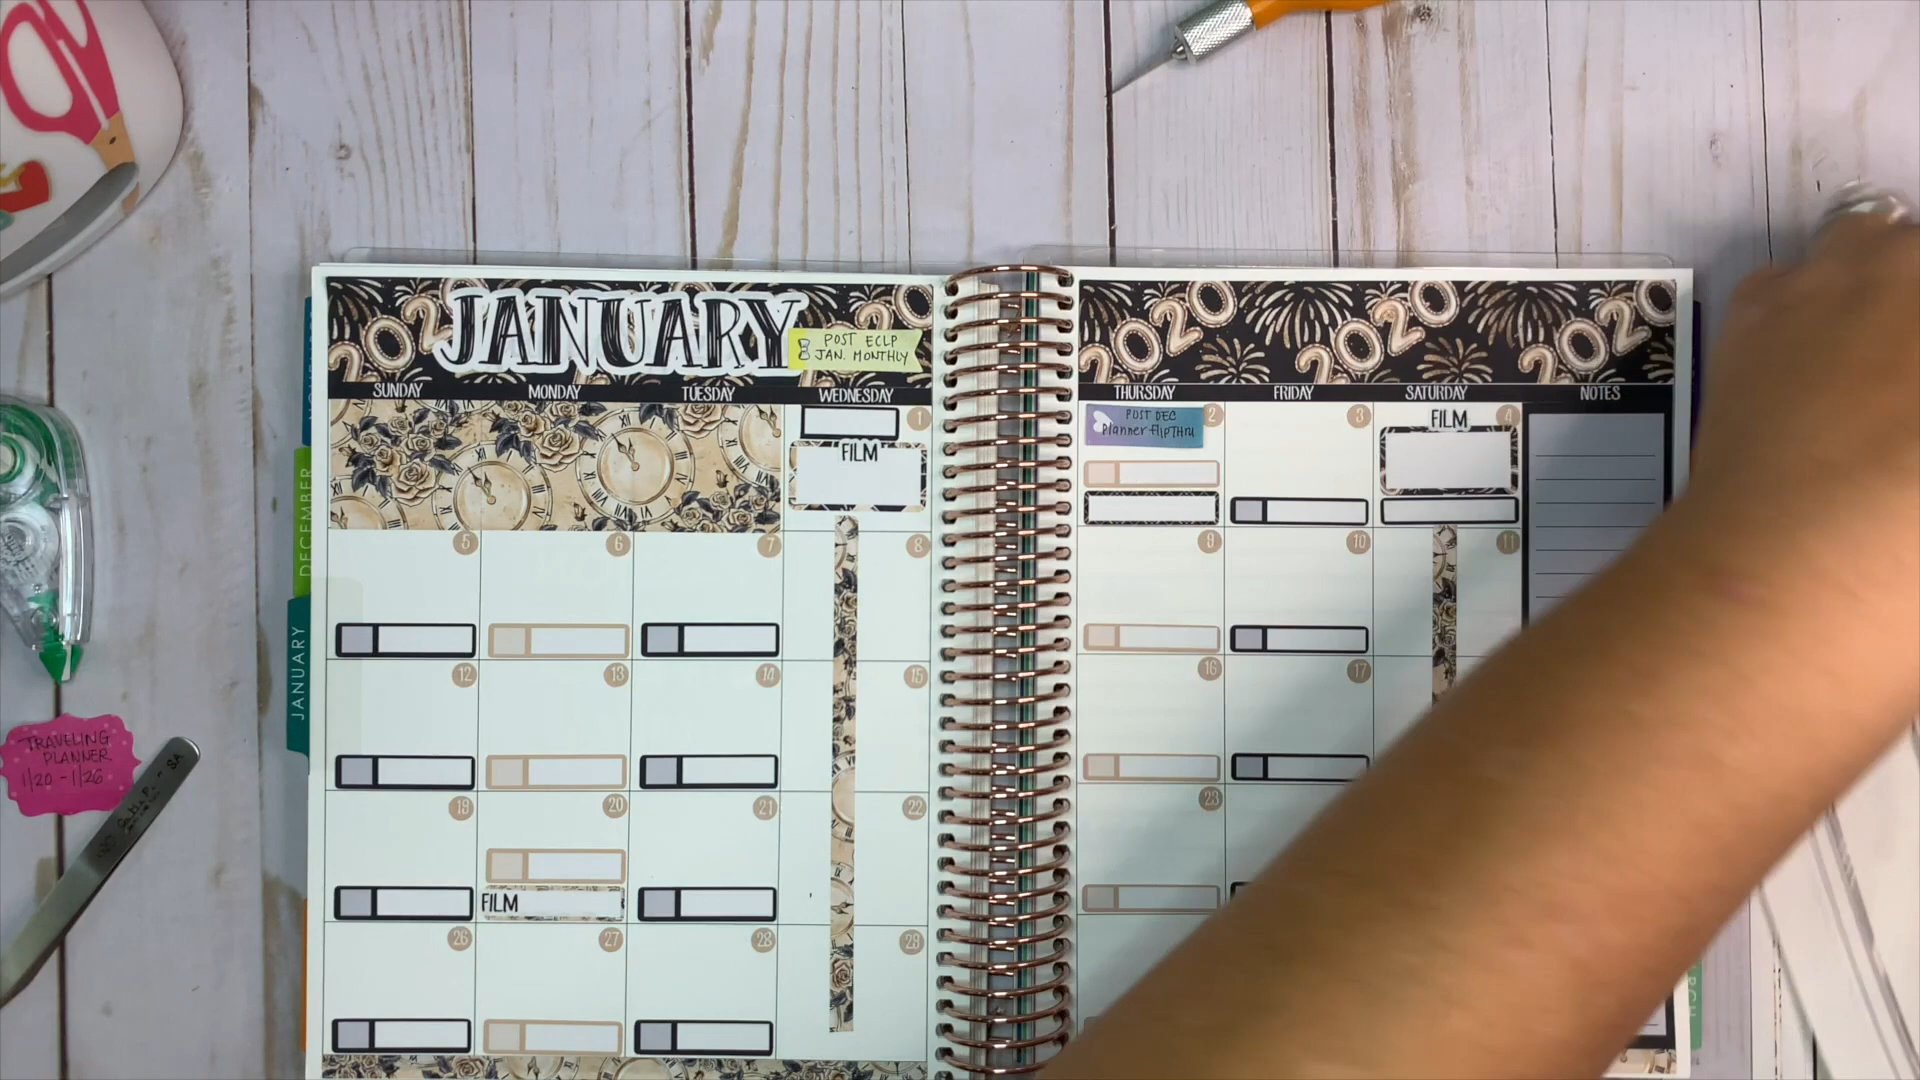 2020 2020 2020
JANUARY
POST ECLP
JAN. MONTHLY
SUNDAY MONDAY TUESDAY WEDNESDAY THURSDAY FRIDAY SATURDAY NOTES
1 2 3 4
FILM
POST DEC
Planner flipThru
FILM
DECEMBER
5 6 7 8 9 10 11
JANUARY
12 13 14 15 16 17
TRAVELING
PLANNER
1/20 - 1/26
19 20 21 22 23
FILM
26 27 28 29